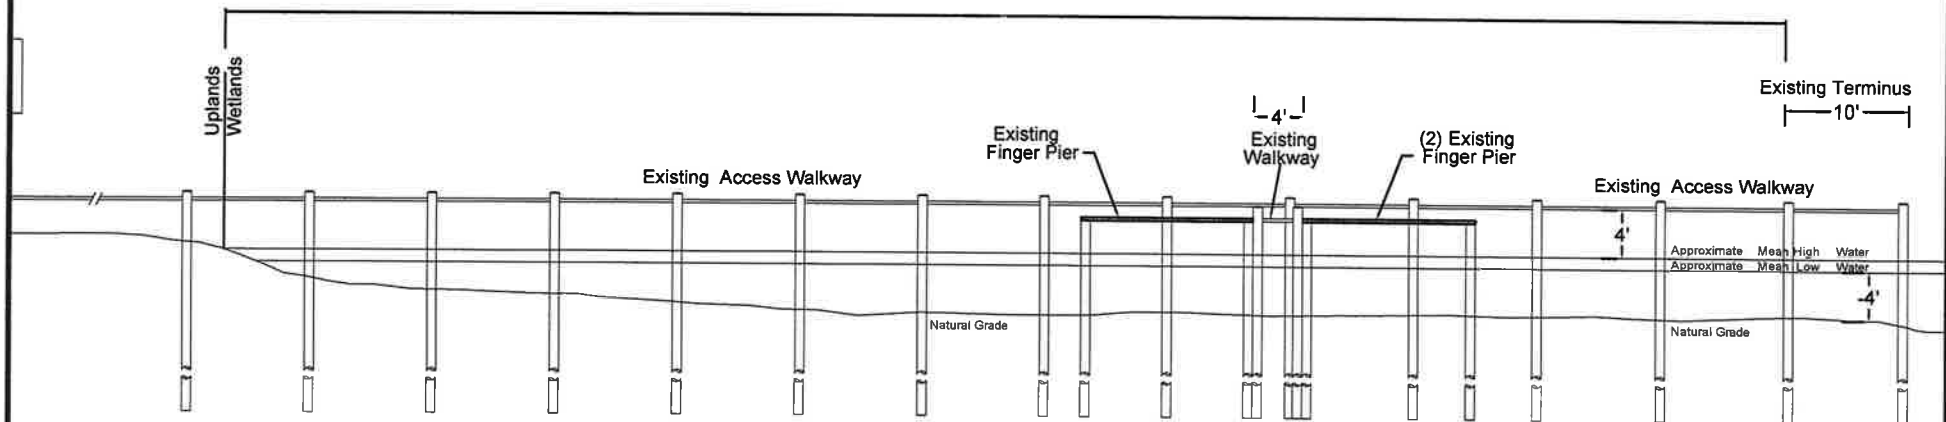 Uplands
Wetlands
Existing Terminus
10'
4'
Existing
Finger Pier
Existing
Walkway
(2) Existing
Finger Pier
Existing Access Walkway
Existing Access Walkway
4'
Approximate Mean High Water
Approximate Mean Low Water
-4'
Natural Grade
Natural Grade